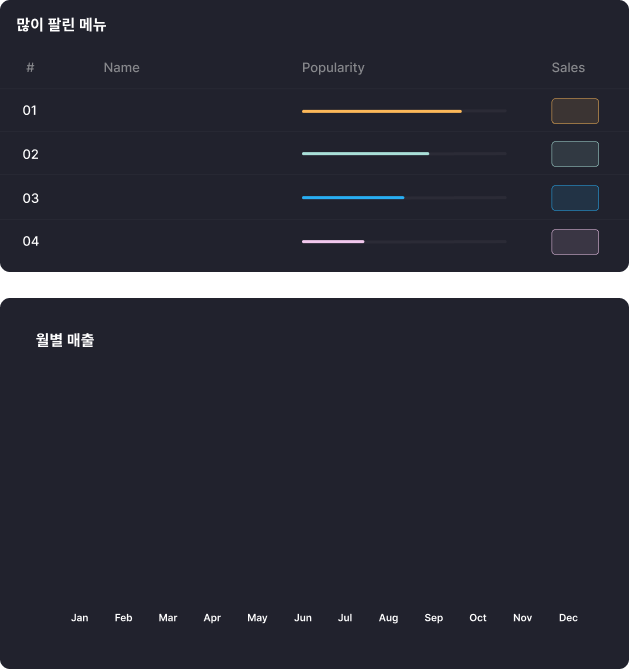 많이 팔린 메뉴
# Name Popularity Sales
01
02
03
04
월별 매출
Jan Feb Mar Apr May Jun Jul Aug Sep Oct Nov Dec